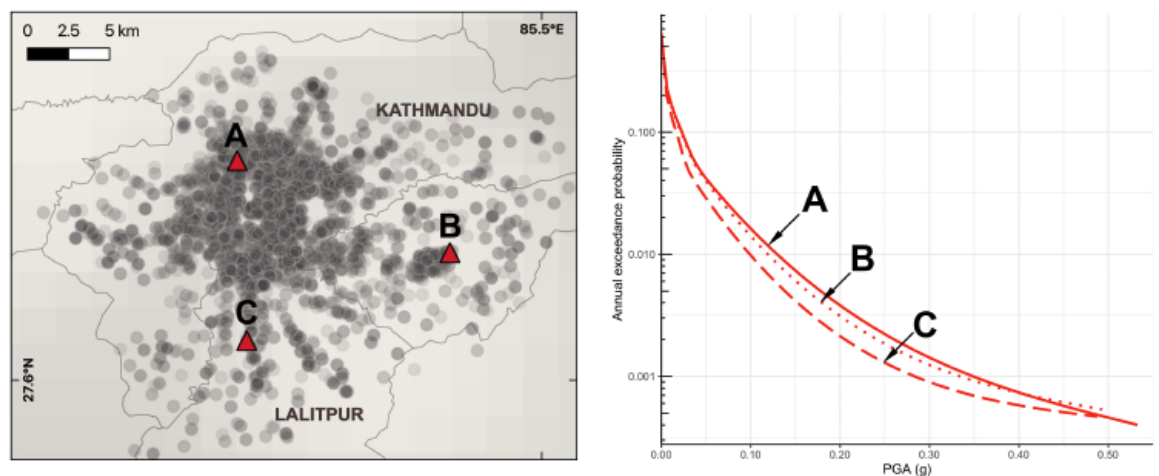 0 2.5 5 km
85.5°E
KATHMANDU
A
B
C
27.6°N
LALITPUR
Annual exceedance probability
0.100
0.010
0.001
A
B
C
0.00 0.10 0.20 0.30 0.40 0.50
PGA (g)